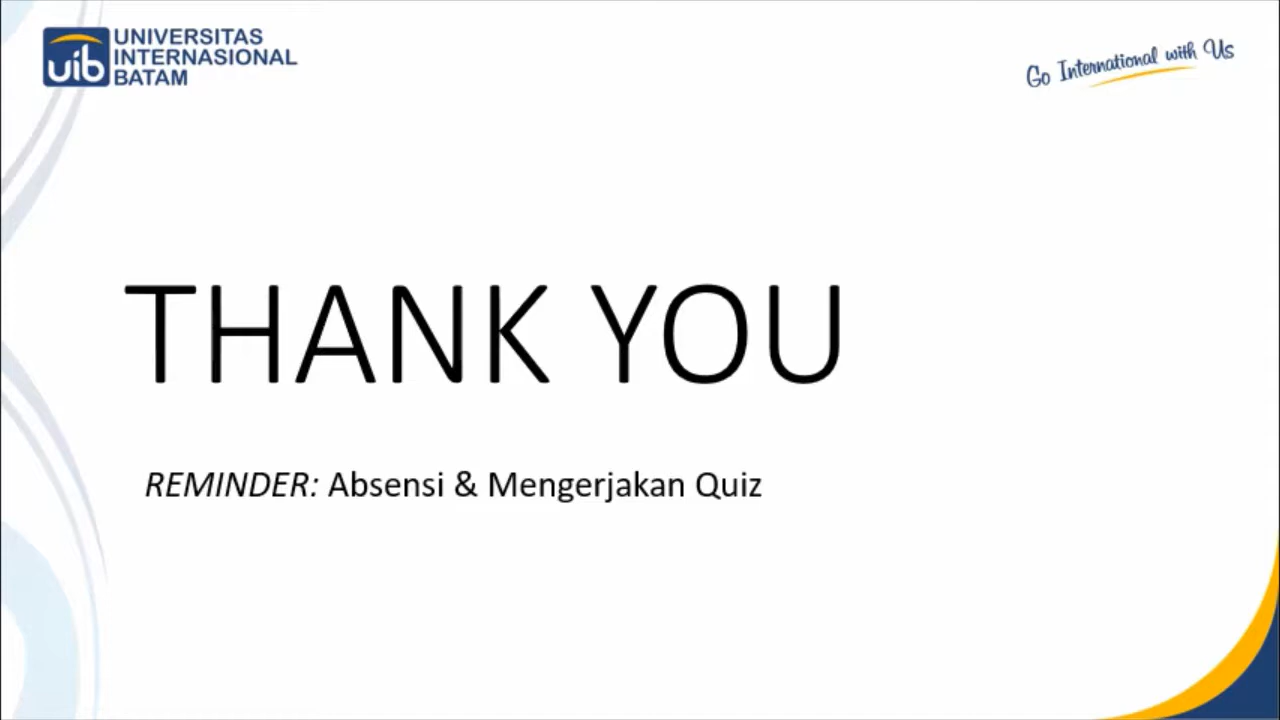 uib
UNIVERSITAS
INTERNASIONAL
BATAM
Go International with Us
THANK YOU
REMINDER: Absensi & Mengerjakan Quiz